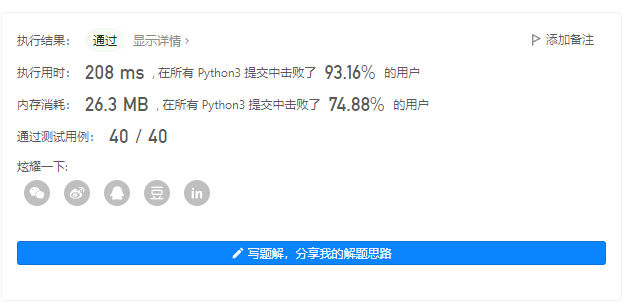 执行结果： 通过 显示详情 › 添加备注
执行用时： 208 ms , 在所有 Python3 提交中击败了 93.16% 的用户
内存消耗： 26.3 MB , 在所有 Python3 提交中击败了 74.88% 的用户
通过测试用例： 40 / 40
炫耀一下:
豆 in
写题解，分享我的解题思路